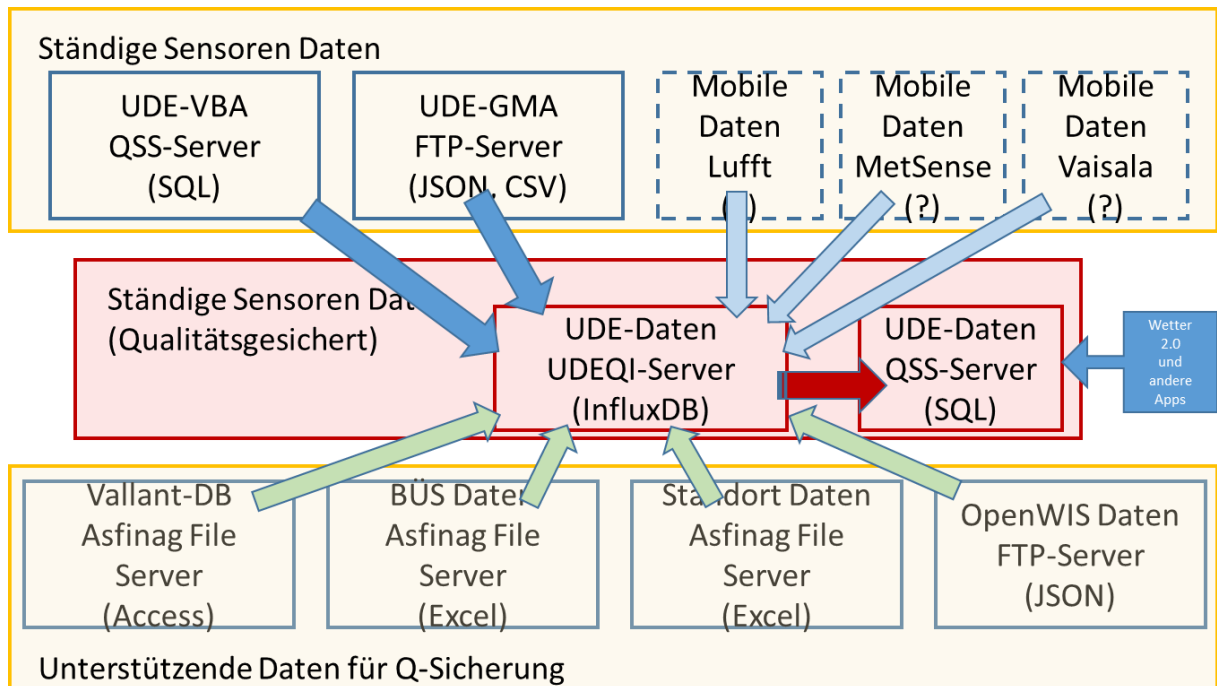 Ständige Sensoren Daten
UDE-VBA
QSS-Server
(SQL)
UDE-GMA
FTP-Server
(JSON, CSV)
Mobile
Daten
Lufft
Mobile
Daten
MetSense
(?)
Mobile
Daten
Vaisala
(?)
Ständige Sensoren Dat
(Qualitätsgesichert)
UDE-Daten
UDEQI-Server
(InfluxDB)
UDE-Daten
QSS-Server
(SQL)
Wetter
2.0
und
andere
Apps
Vallant-DB
Asfinag File
Server
(Access)
BÜS Daten
Asfinag File
Server
(Excel)
Standort Daten
Asfinag File
Server
(Excel)
OpenWIS Daten
FTP-Server
(JSON)
Unterstützende Daten für Q-Sicherung